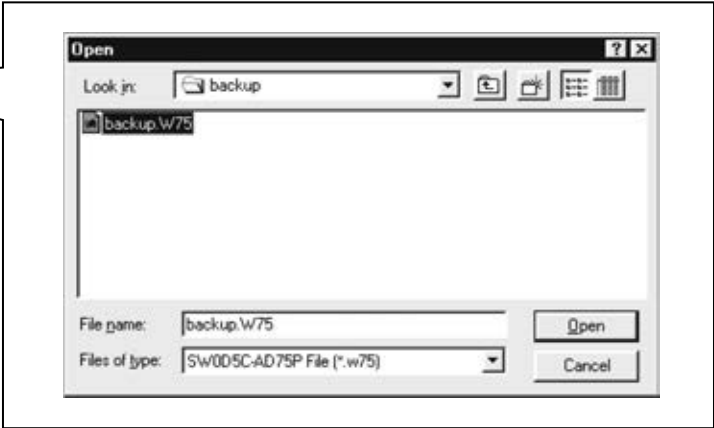 Open
Look in: backup
backup.W75
File name: backup.W75 Open
Files of type: SW0D5C-AD75P File (*.w75) Cancel